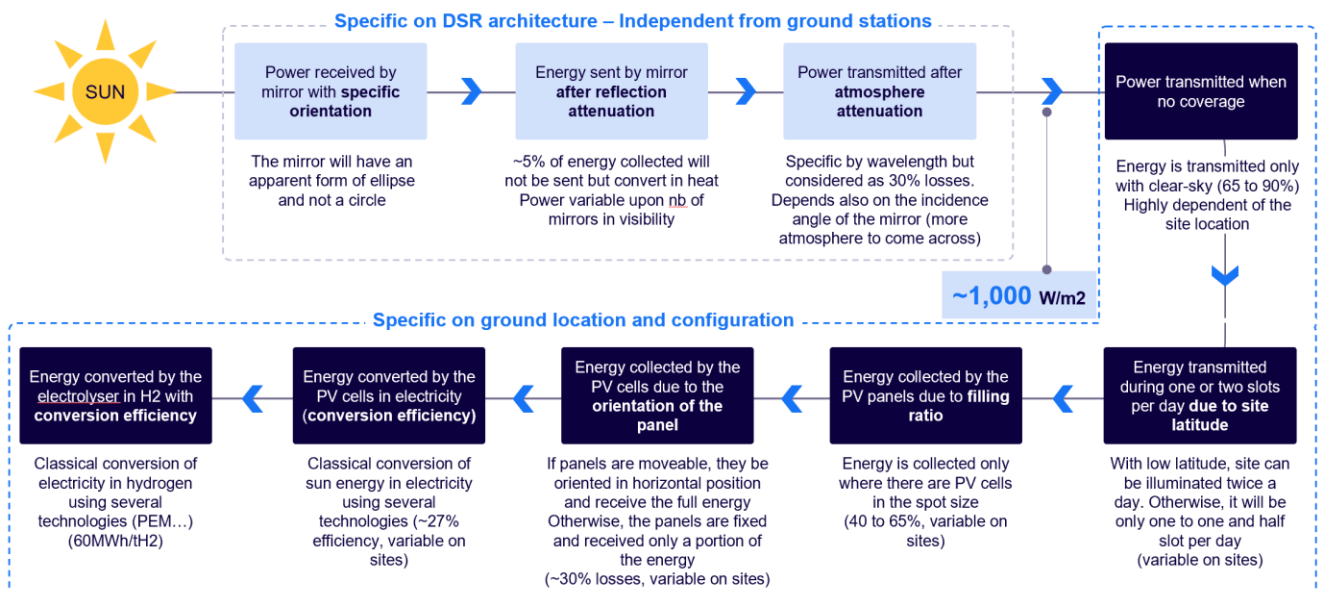 Specific on DSR architecture – Independent from ground stations
SUN
Power received by
mirror with specific
orientation
The mirror will have an
apparent form of ellipse
and not a circle
Energy sent by mirror
after reflection
attenuation
~5% of energy collected will
not be sent but convert in heat
Power variable upon nb of
mirrors in visibility
Power transmitted after
atmosphere
attenuation
Specific by wavelength but
considered as 30% losses.
Depends also on the incidence
angle of the mirror (more
atmosphere to come across)
Power transmitted when
no coverage
Energy is transmitted only
with clear-sky (65 to 90%)
Highly dependent of the
site location
~1,000 W/m2
Specific on ground location and configuration
Energy transmitted
during one or two slots
per day due to site
latitude
With low latitude, site can
be illuminated twice a
day. Otherwise, it will be
only one to one and half
slot per day
(variable on sites)
Energy collected by the
PV panels due to filling
ratio
Energy is collected only
where there are PV cells
in the spot size
(40 to 65%, variable on
sites)
Energy collected by the
PV cells due to the
orientation of the
panel
If panels are moveable, they be
oriented in horizontal position
and receive the full energy
Otherwise, the panels are fixed
and received only a portion of
the energy
(~30% losses, variable on sites)
Energy converted by the
PV cells in electricity
(conversion efficiency)
Classical conversion of
sun energy in electricity
using several
technologies (~27%
efficiency, variable on
sites)
Energy converted by the
electrolyser in H2 with
conversion efficiency
Classical conversion of
electricity in hydrogen
using several
technologies (PEM…)
(60MWh/tH2)